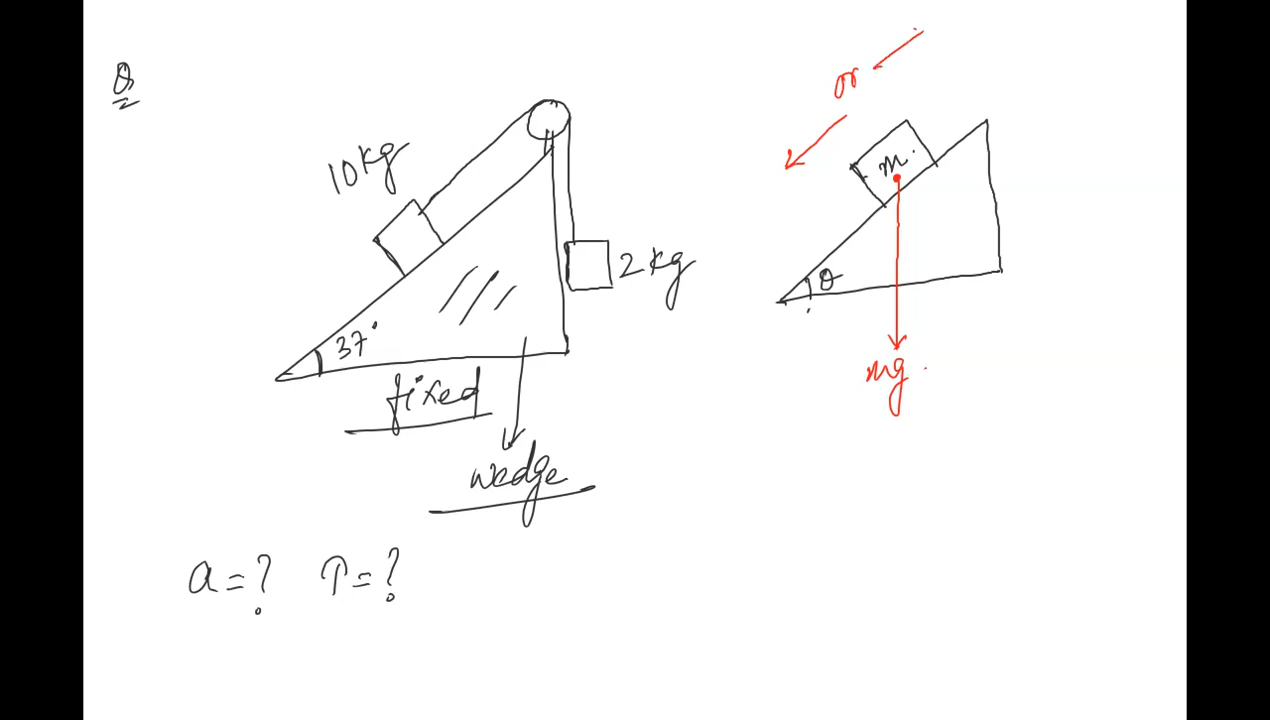 Q
10kg
2kg
37°
fixed
wedge
a = ? T = ?
or
m
θ
mg